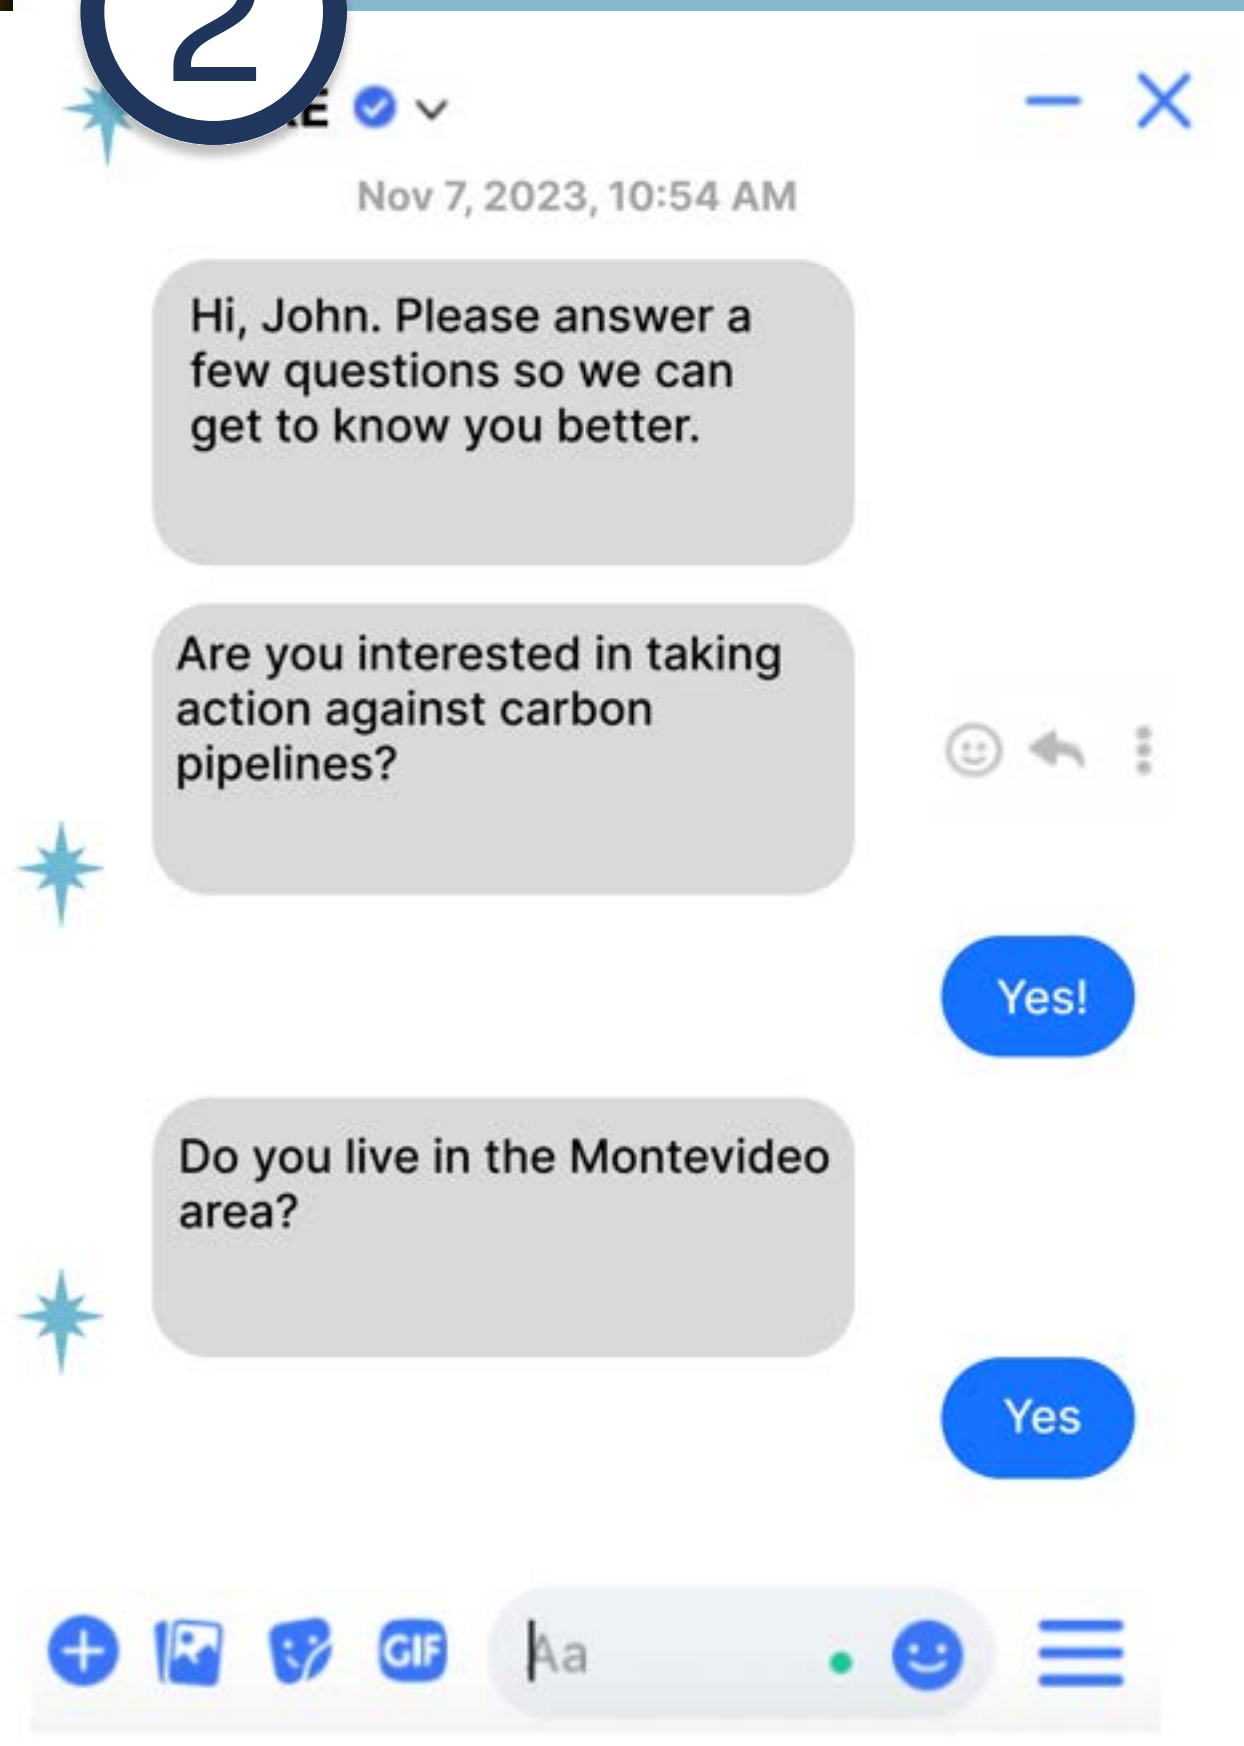 2
Nov 7, 2023, 10:54 AM
Hi, John. Please answer a
few questions so we can
get to know you better.
Are you interested in taking
action against carbon
pipelines?
Yes!
Do you live in the Montevideo
area?
Yes
GIF
Aa